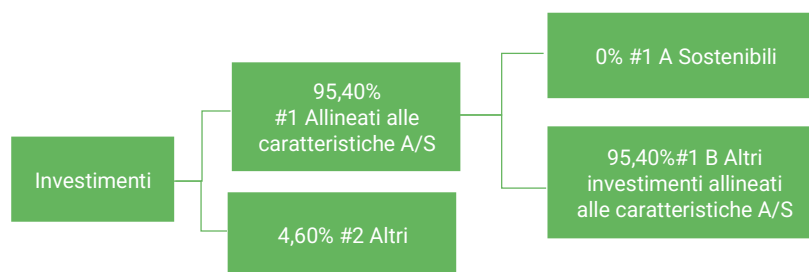 Investimenti
95,40%
#1 Allineati alle
caratteristiche A/S
4,60% #2 Altri
0% #1 A Sostenibili
95,40%#1 B Altri
investimenti allineati
alle caratteristiche A/S